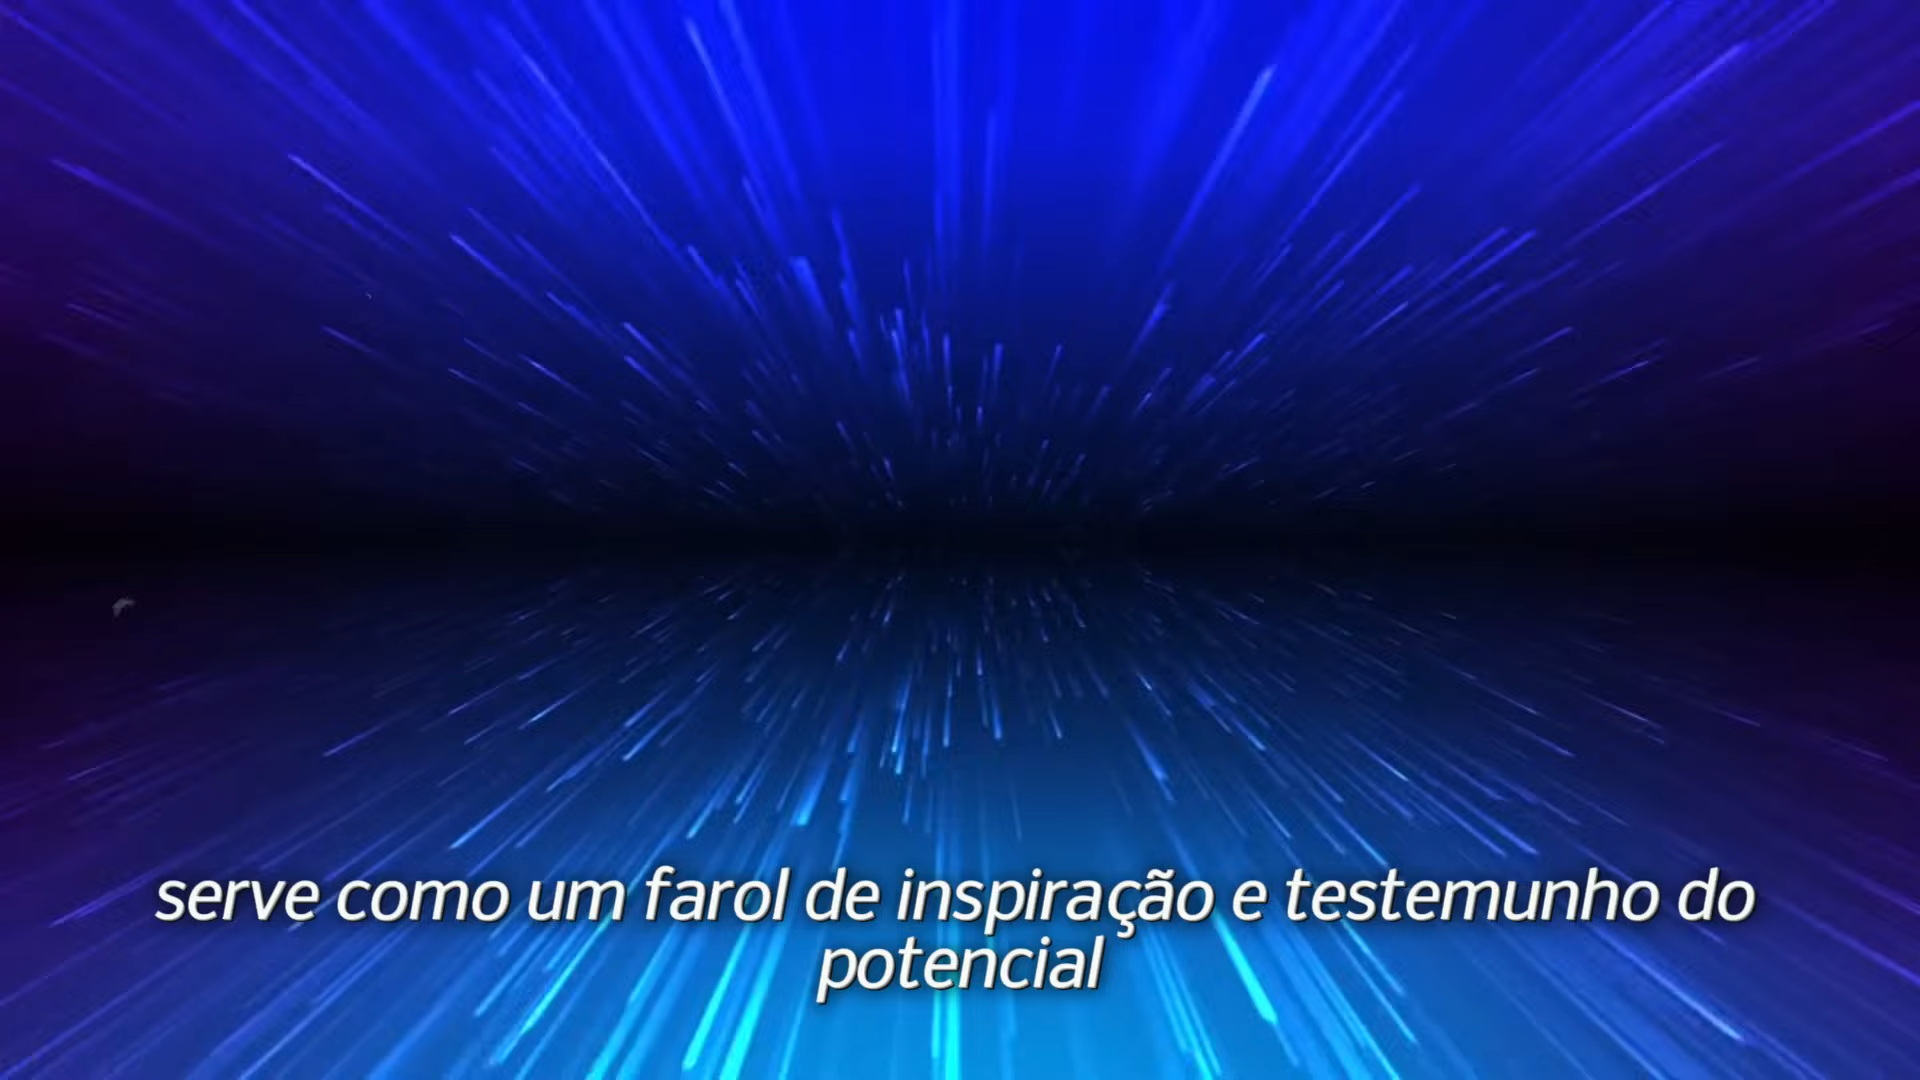 serve como um farol de inspiração e testemunho do
potencial